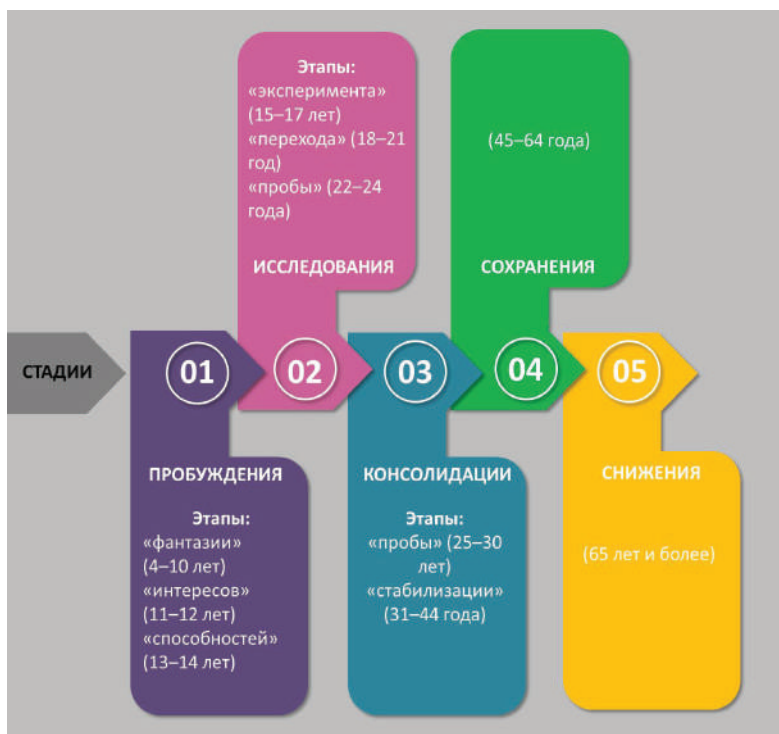 СТАДИИ
01
ПРОБУЖДЕНИЯ
Этапы:
«фантазии»
(4–10 лет)
«интересов»
(11–12 лет)
«способностей»
(13–14 лет)
Этапы:
«эксперимента»
(15–17 лет)
«перехода» (18–21
год)
«пробы» (22–24
года)
ИССЛЕДОВАНИЯ
02
03
КОНСОЛИДАЦИИ
Этапы:
«пробы» (25–30
лет)
«стабилизации»
(31–44 года)
(45–64 года)
СОХРАНЕНИЯ
04
05
СНИЖЕНИЯ
(65 лет и более)